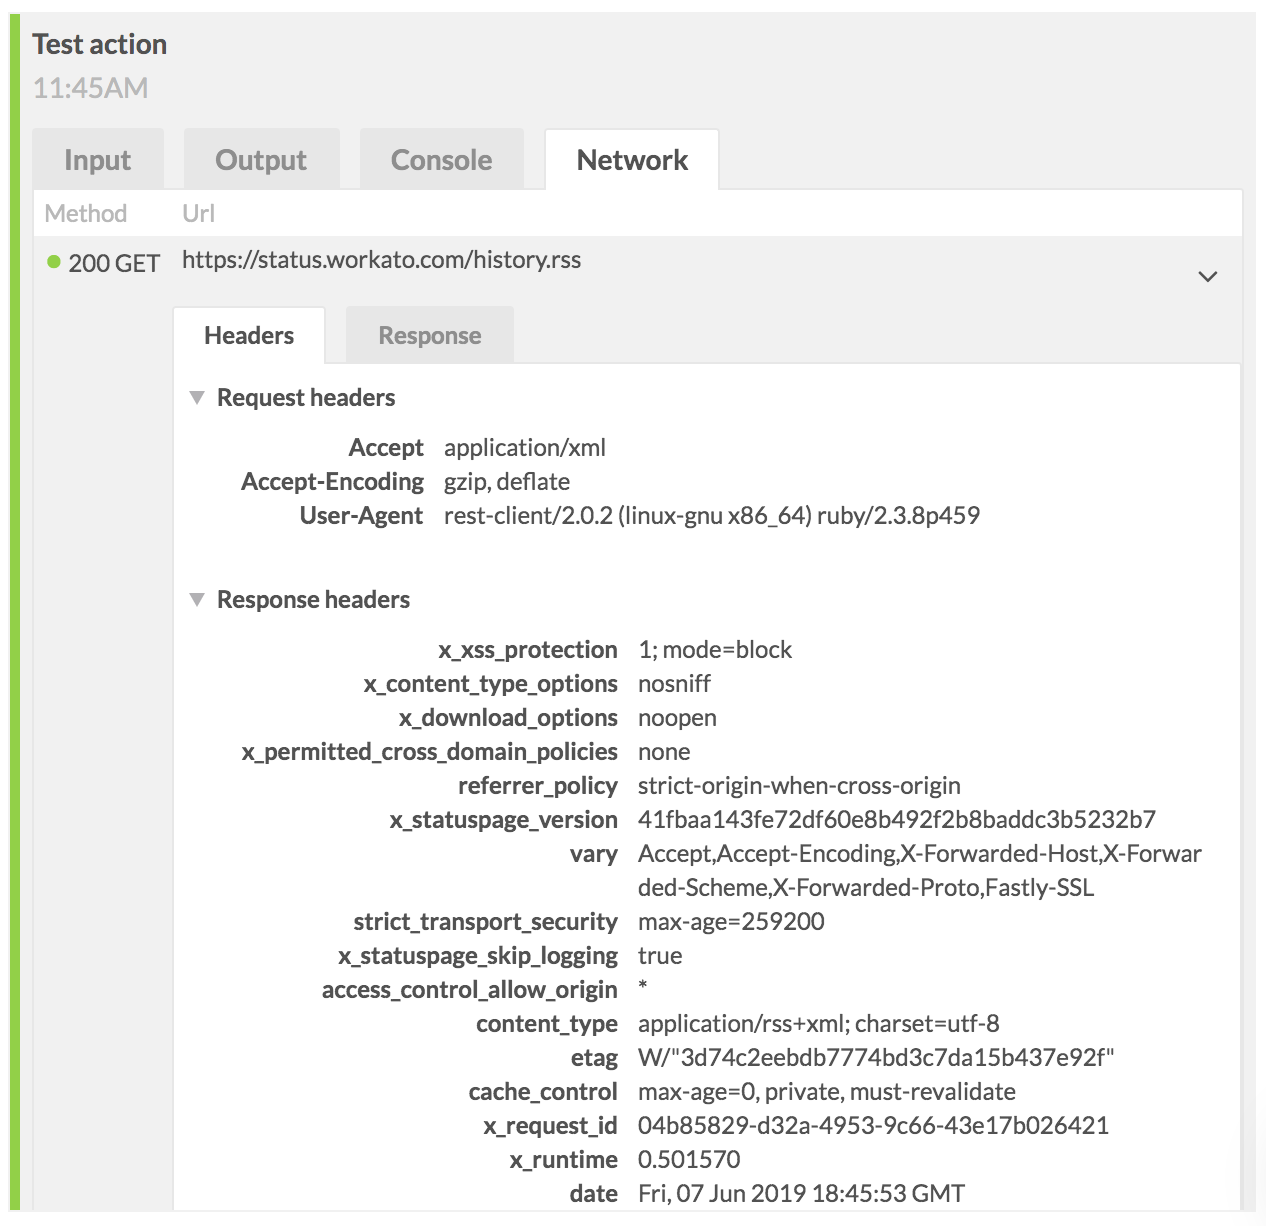 Test action
11:45AM
Input Output Console Network
Method Url
200 GET https://status.workato.com/history.rss
Headers Response
Request headers
Accept application/xml
Accept-Encoding gzip, deflate
User-Agent rest-client/2.0.2 (linux-gnu x86_64) ruby/2.3.8p459
Response headers
x_xss_protection 1; mode=block
x_content_type_options nosniff
x_download_options noopen
x_permitted_cross_domain_policies none
referrer_policy strict-origin-when-cross-origin
x_statuspage_version 41fbaa143fe72df60e8b492f2b8baddc3b5232b7
vary Accept,Accept-Encoding,X-Forwarded-Host,X-Forwar
ded-Scheme,X-Forwarded-Proto,Fastly-SSL
strict_transport_security max-age=259200
x_statuspage_skip_logging true
access_control_allow_origin *
content_type application/rss+xml; charset=utf-8
etag W/"3d74c2eebdb7774bd3c7da15b437e92f"
cache_control max-age=0, private, must-revalidate
x_request_id 04b85829-d32a-4953-9c66-43e17b026421
x_runtime 0.501570
date Fri, 07 Jun 2019 18:45:53 GMT